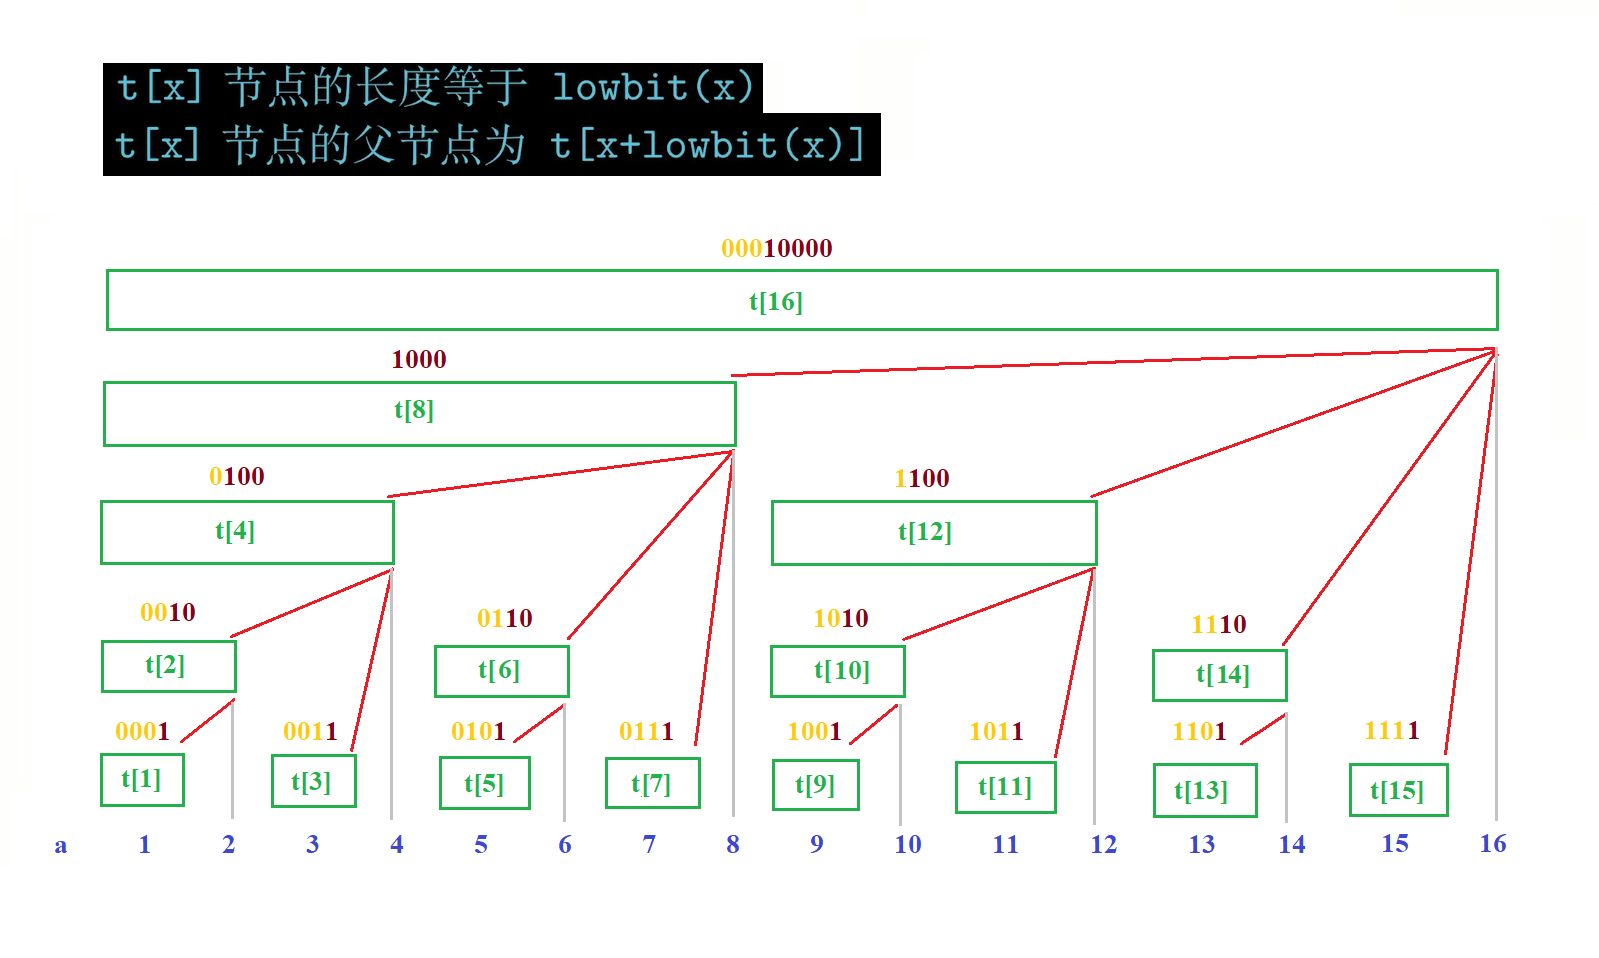 t[x] 节点的长度等于 lowbit(x)
t[x] 节点的父节点为 t[x+lowbit(x)]
00010000
t[16]
1000
t[8]
0100 1100
t[4] t[12]
0010 0110 1010 1110
t[2] t[6] t[10] t[14]
0001 0011 0101 0111 1001 1011 1101 1111
t[1] t[3] t[5] t[7] t[9] t[11] t[13] t[15]
a 1 2 3 4 5 6 7 8 9 10 11 12 13 14 15 16